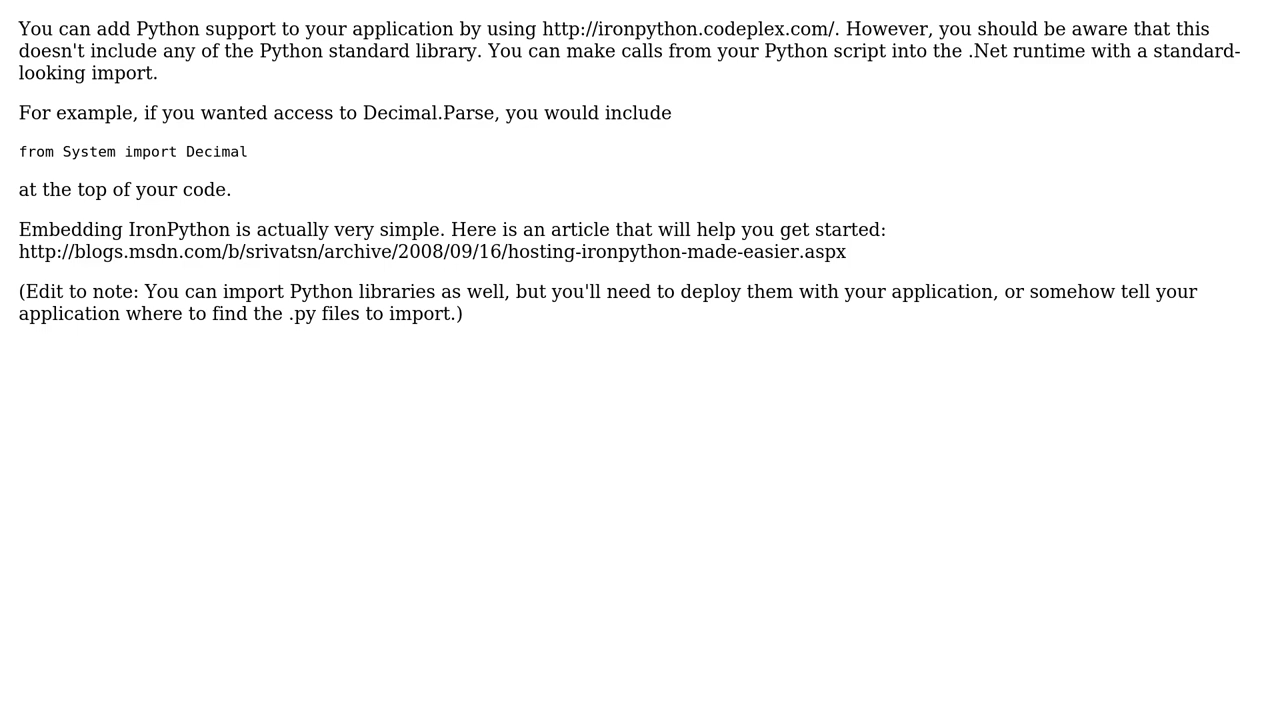 You can add Python support to your application by using http://ironpython.codeplex.com/. However, you should be aware that this
doesn't include any of the Python standard library. You can make calls from your Python script into the .Net runtime with a standard-
looking import.
For example, if you wanted access to Decimal.Parse, you would include
from System import Decimal
at the top of your code.
Embedding IronPython is actually very simple. Here is an article that will help you get started:
http://blogs.msdn.com/b/srivatsn/archive/2008/09/16/hosting-ironpython-made-easier.aspx
(Edit to note: You can import Python libraries as well, but you'll need to deploy them with your application, or somehow tell your
application where to find the .py files to import.)